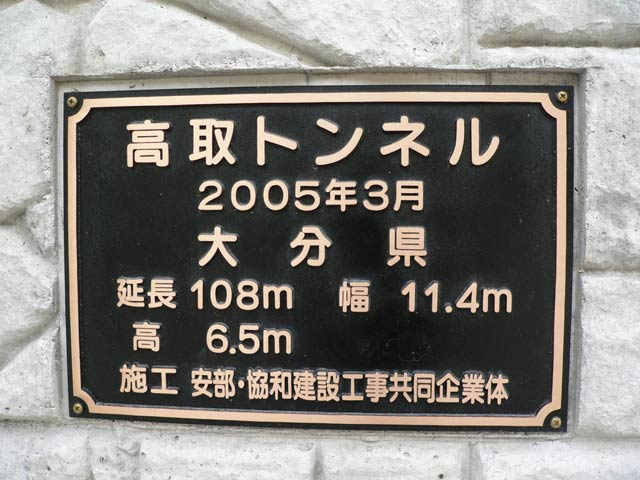 高取トンネル
2005年3月
大分県
延長 108m 幅 11.4m
高 6.5m
施工 安部・協和建設工事共同企業体